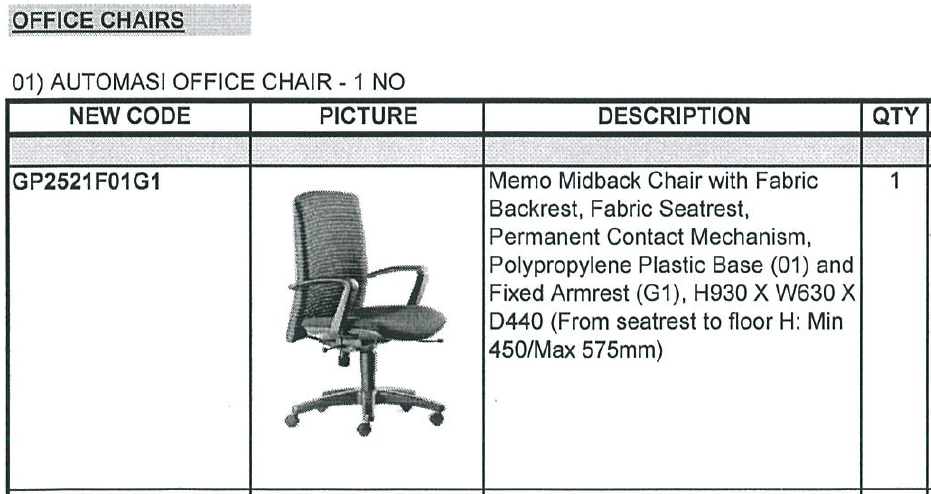 OFFICE CHAIRS
01) AUTOMASI OFFICE CHAIR - 1 NO
NEW CODE PICTURE DESCRIPTION QTY
GP2521F01G1 Memo Midback Chair with Fabric 1
Backrest, Fabric Seatrest,
Permanent Contact Mechanism,
Polypropylene Plastic Base (01) and
Fixed Armrest (G1), H930 X W630 X
D440 (From seatrest to floor H: Min
450/Max 575mm)